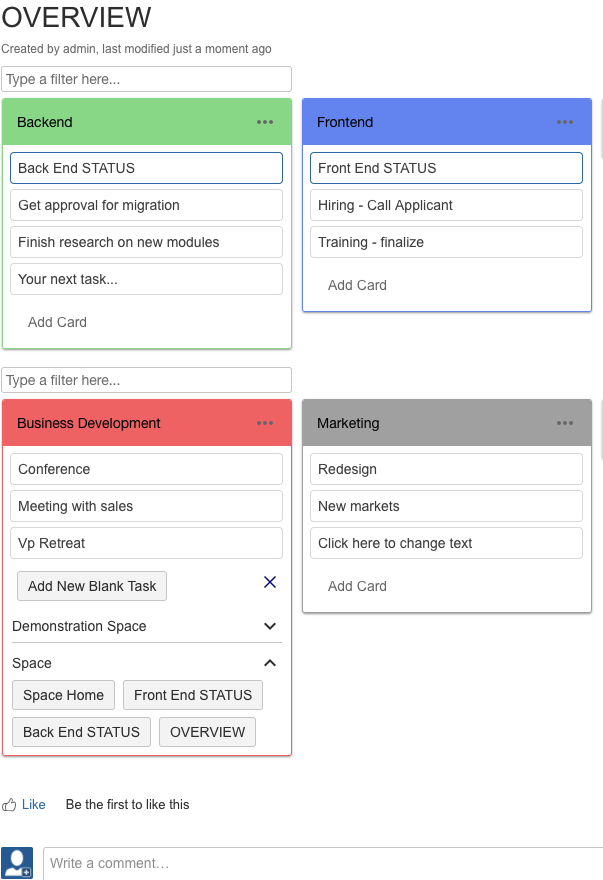 OVERVIEW
Created by admin, last modified just a moment ago
Type a filter here...
Backend
Back End STATUS
Get approval for migration
Finish research on new modules
Your next task...
Add Card
Frontend
Front End STATUS
Hiring - Call Applicant
Training - finalize
Add Card
Type a filter here...
Business Development
Conference
Meeting with sales
Vp Retreat
Add New Blank Task
Demonstration Space
Space
Space Home Front End STATUS
Back End STATUS OVERVIEW
Marketing
Redesign
New markets
Click here to change text
Add Card
Like Be the first to like this
Write a comment…